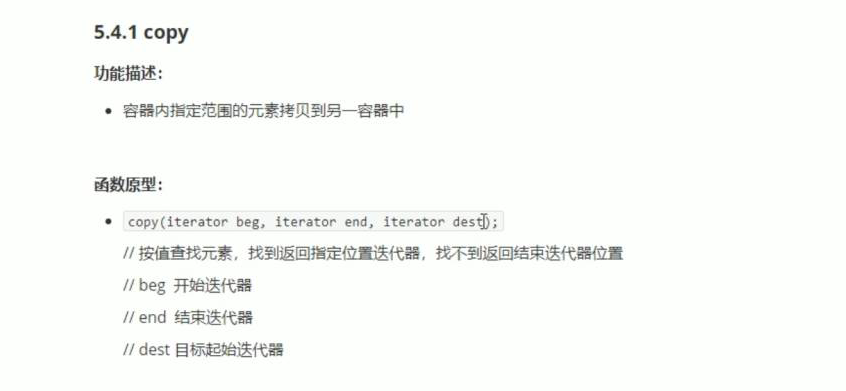 5.4.1 copy
功能描述：
• 容器内指定范围的元素拷贝到另一容器中
函数原型：
• copy(iterator beg, iterator end, iterator dest);
// 按值查找元素，找到返回指定位置迭代器，找不到返回结束迭代器位置
// beg 开始迭代器
// end 结束迭代器
// dest 目标起始迭代器